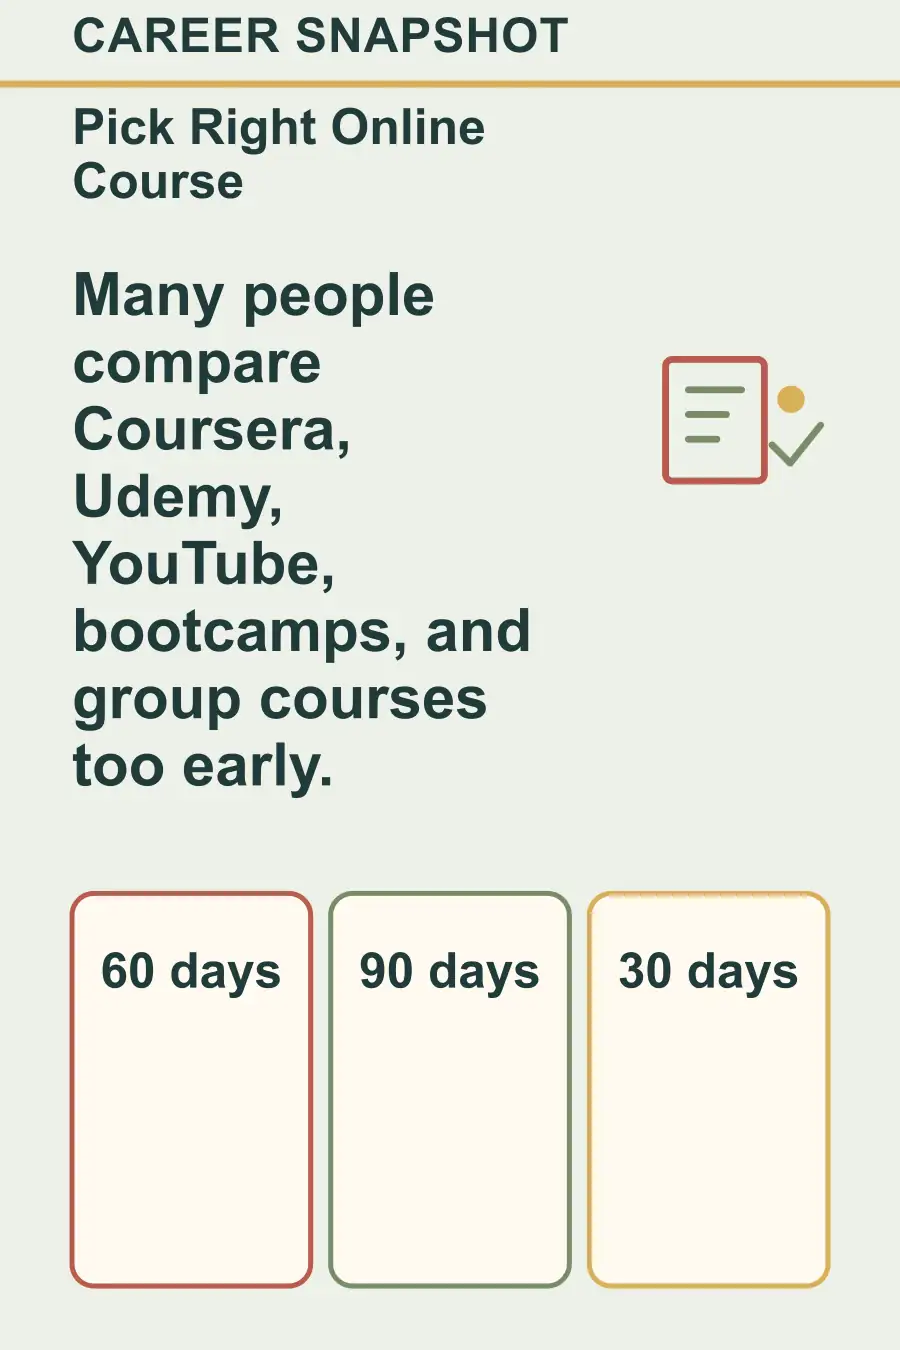 CAREER SNAPSHOT
Pick Right Online
Course
Many people
compare
Coursera,
Udemy,
YouTube,
bootcamps, and
group courses
too early.
60 days
90 days
30 days